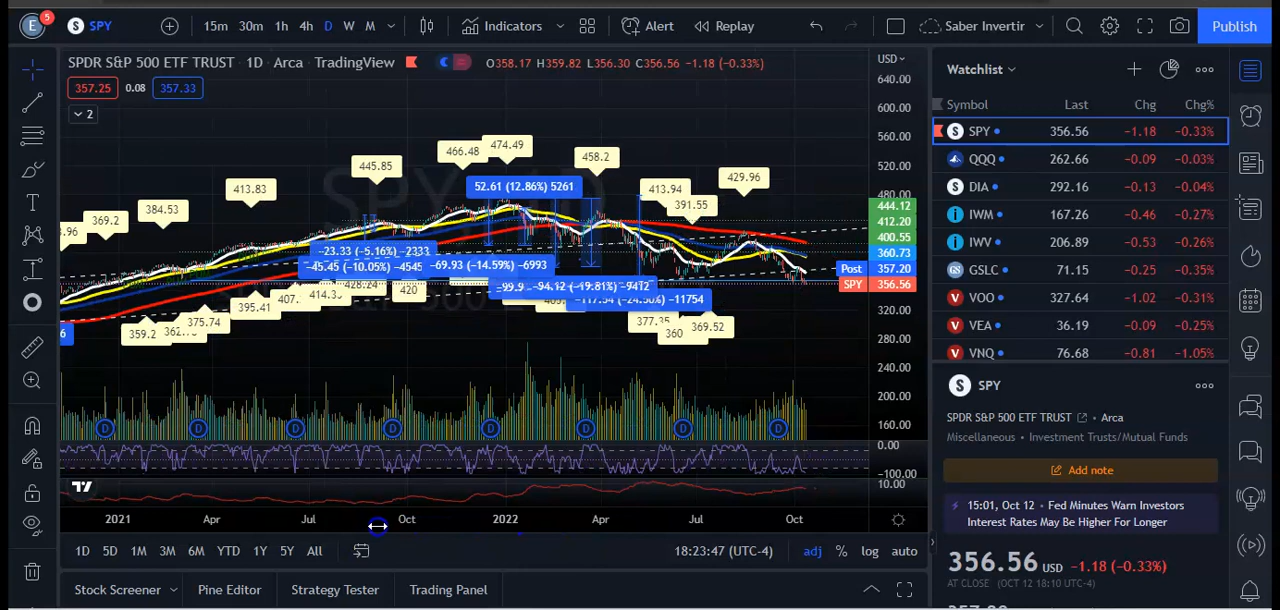 E 5 S SPY 15m 30m 1h 4h D W M Indicators Alert Replay Saber Invertir Publish
SPDR S&P 500 ETF TRUST · 1D · Arca · TradingView O358.17 H359.82 L356.30 C356.56 −1.18 (−0.33%) USD
357.25 0.08 357.33
2
640.00
600.00
560.00
520.00
480.00
444.12
412.20
400.55
360.73
Post 357.20
SPY 356.56
320.00
280.00
240.00
200.00
160.00
0.00
−100.00
10.00
474.49
466.48
458.2
445.85
429.96
413.83
413.94
391.55
384.53
369.2
52.61 (12.86%) 5261
−23.33 (−5.16%) −2333
−45.45 (−10.05%) −4545
−69.93 (−14.59%) −6993
−94.12 (−19.81%) −9412
428.24
420
414.33
395.41
375.74
359.2
377.35
360
369.52
D D D D D D D D
2021 Apr Jul Oct 2022 Apr Jul Oct
1D 5D 1M 3M 6M YTD 1Y 5Y All 18:23:47 (UTC-4) adj % log auto
Stock Screener Pine Editor Strategy Tester Trading Panel
Watchlist
Symbol Last Chg Chg%
S SPY 356.56 −1.18 −0.33%
QQQ 262.66 −0.09 −0.03%
DIA 292.16 −0.13 −0.04%
IWM 167.26 −0.46 −0.27%
IWV 206.89 −0.53 −0.26%
GSLC 71.15 −0.25 −0.35%
VOO 327.64 −1.02 −0.31%
VEA 36.19 −0.09 −0.25%
VNQ 76.68 −0.81 −1.05%
S SPY
SPDR S&P 500 ETF TRUST · Arca
Miscellaneous · Investment Trusts/Mutual Funds
Add note
15:01, Oct 12 · Fed Minutes Warn Investors
Interest Rates May Be Higher For Longer
356.56 USD −1.18 (−0.33%)
AT CLOSE (OCT 12 18:10 UTC-4)